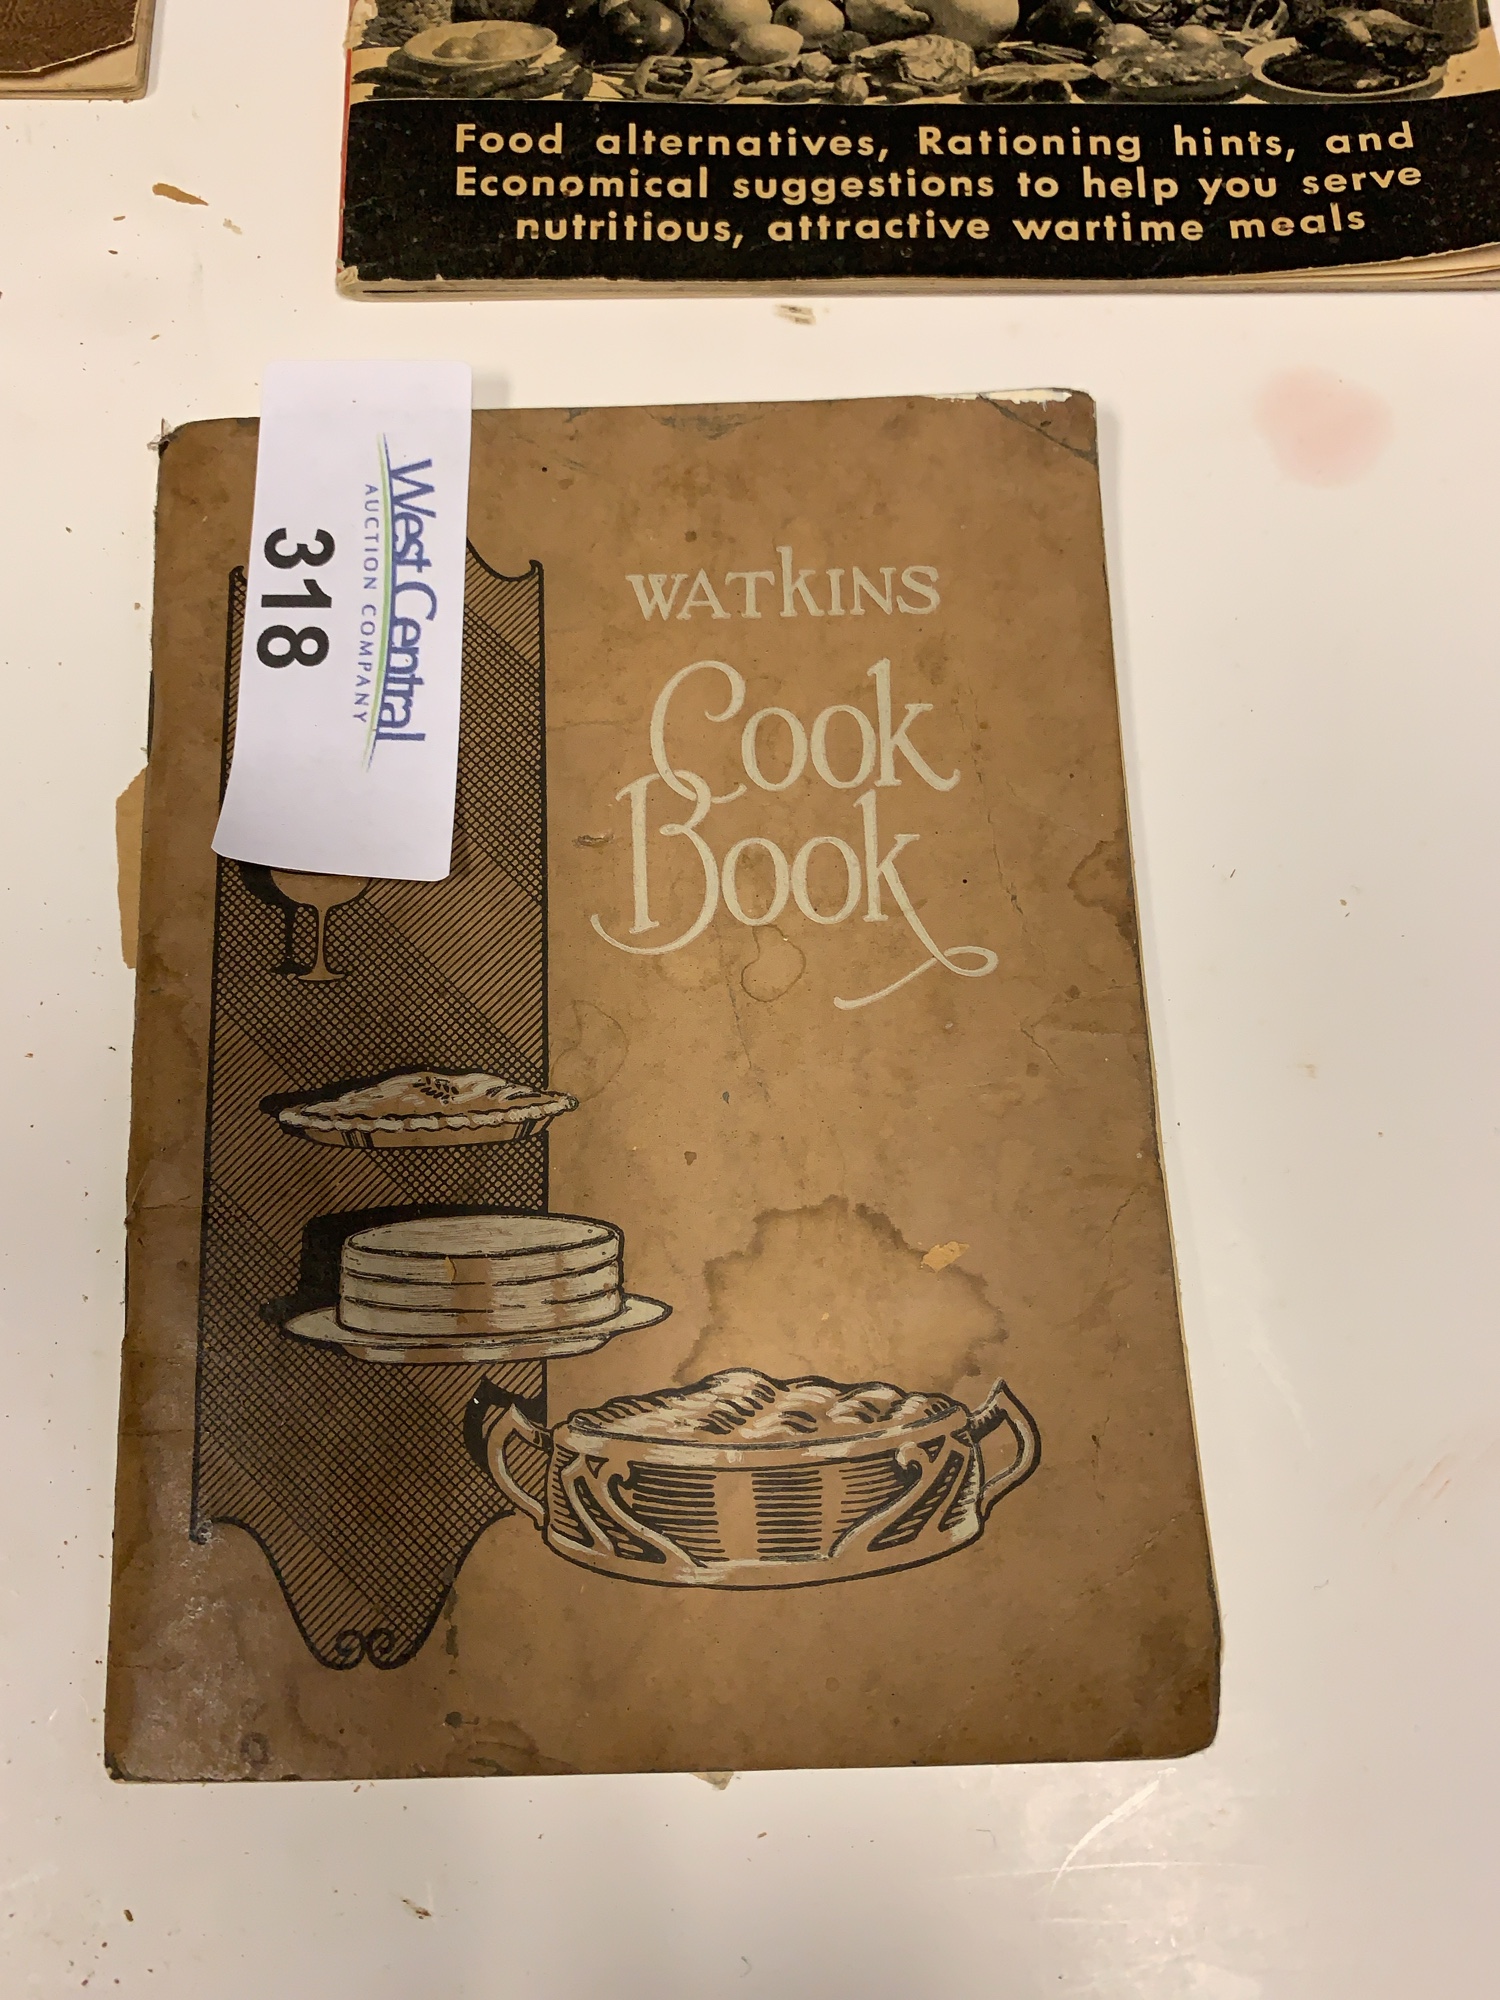 Food alternatives, Rationing hints, and
Economical suggestions to help you serve
nutritious, attractive wartime meals
West Central
AUCTION COMPANY
318
WATKINS
Cook
Book